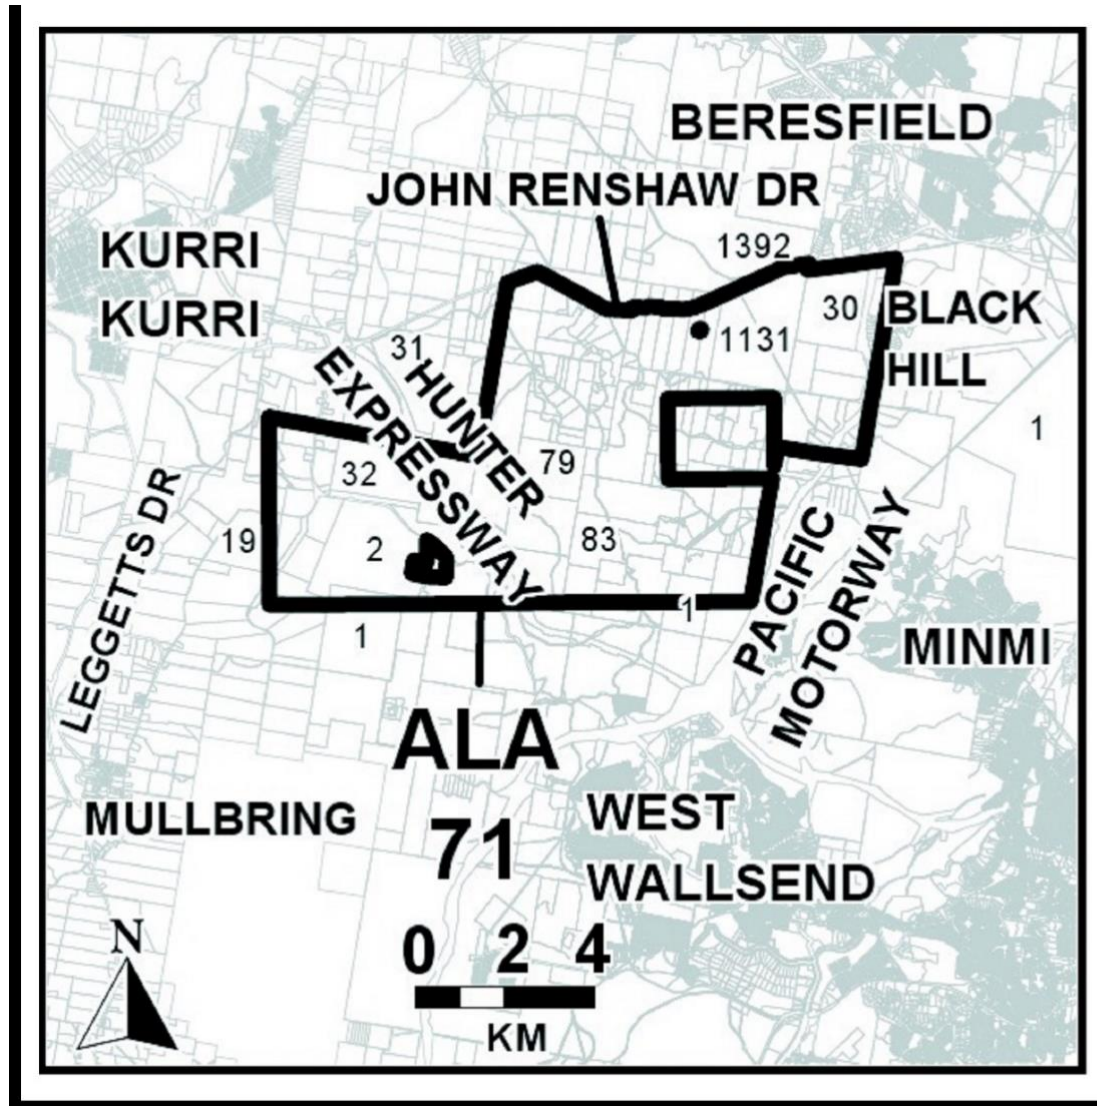 BERESFIELD
JOHN RENSHAW DR
KURRI
KURRI
1392
30
BLACK
HILL
1131
31
HUNTER
EXPRESSWAY
1
32
79
LEGGETTS DR
19
2
83
PACIFIC
MOTORWAY
1
1
MINMI
ALA
71
MULLBRING
WEST
WALLSEND
N
0 2 4
KM